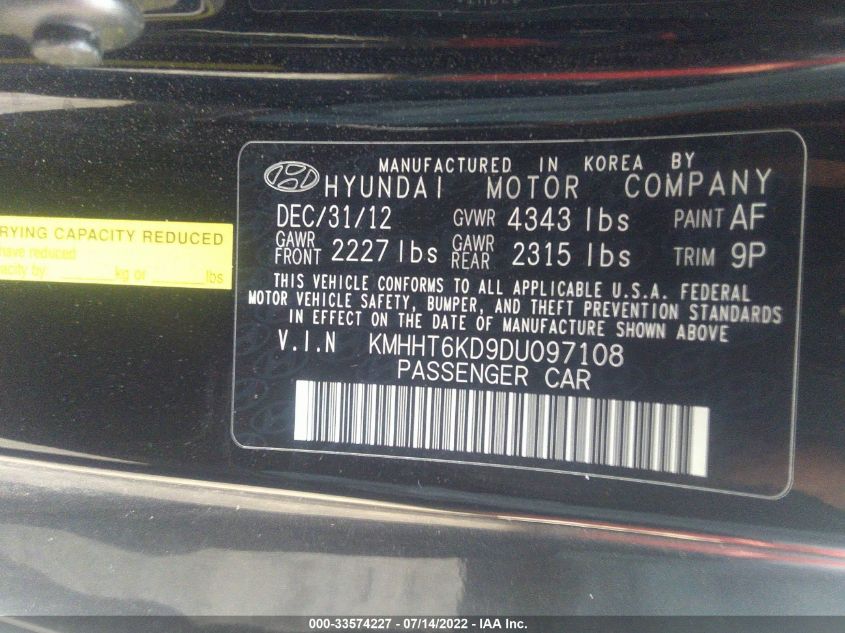 MANUFACTURED IN KOREA BY
HYUNDAI MOTOR COMPANY
DEC/31/12 GVWR 4343 lbs PAINT AF
GAWR FRONT 2227 lbs GAWR REAR 2315 lbs TRIM 9P
THIS VEHICLE CONFORMS TO ALL APPLICABLE U.S.A. FEDERAL
MOTOR VEHICLE SAFETY, BUMPER, AND THEFT PREVENTION STANDARDS
IN EFFECT ON THE DATE OF MANUFACTURE SHOWN ABOVE
V.I.N KMHHT6KD9DU097108
PASSENGER CAR
RYING CAPACITY REDUCED
have reduced
acity by: kg or lbs
000-33574227 - 07/14/2022 - IAA Inc.